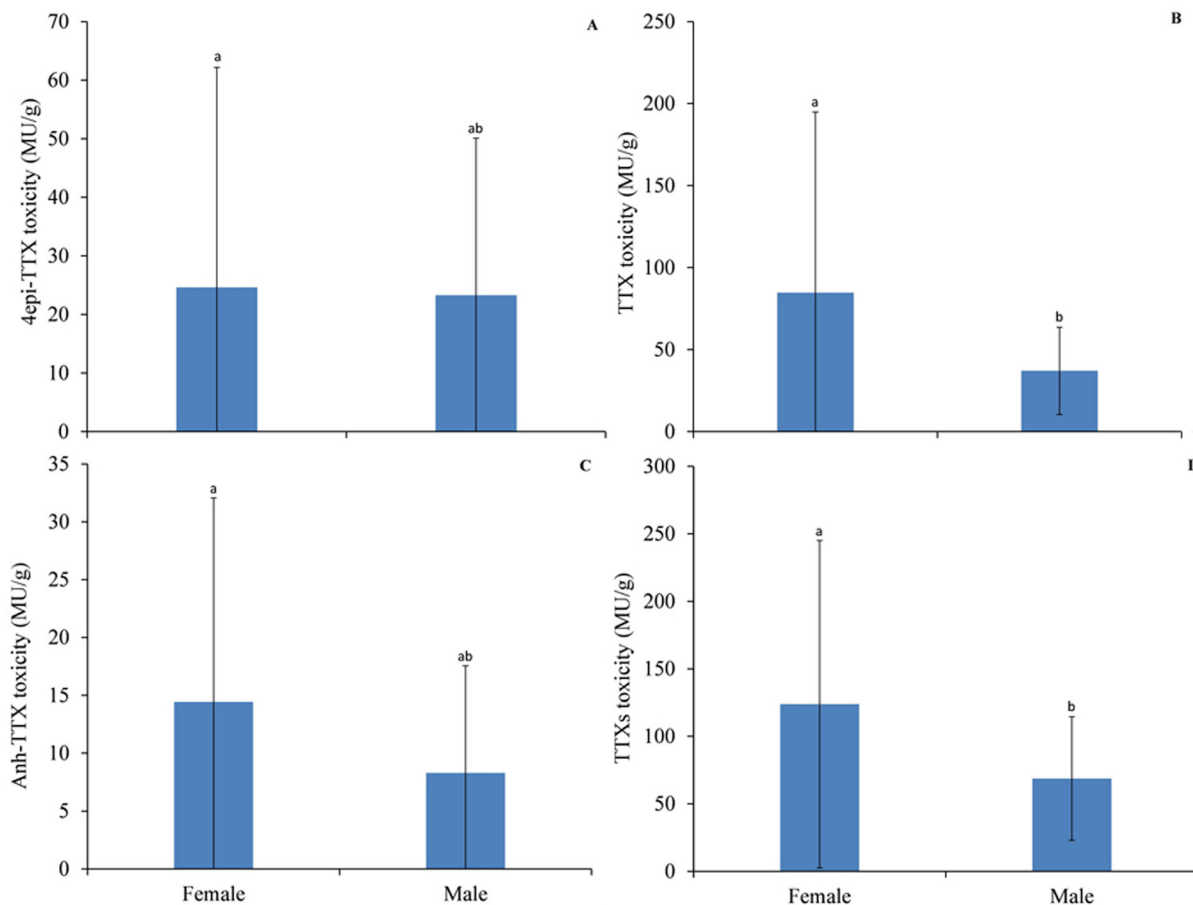 A
4epi-TTX toxicity (MU/g)
70
60
50
40
30
20
10
0
a
ab
B
TTX toxicity (MU/g)
250
200
150
100
50
0
a
b
C
Anh-TTX toxicity (MU/g)
35
30
25
20
15
10
5
0
a
ab
Female
Male
TTXs toxicity (MU/g)
300
250
200
150
100
50
0
a
b
Female
Male